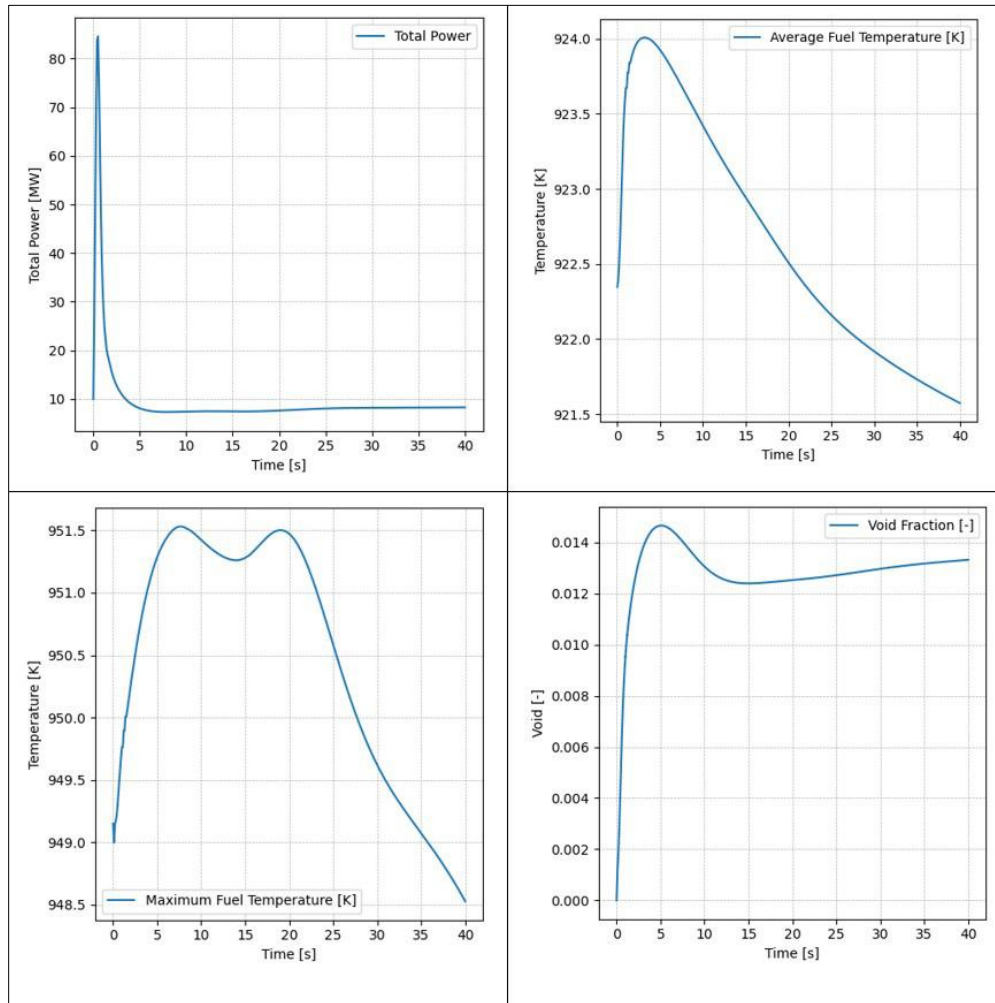 Total Power
80
70
60
50
40
30
20
10
Total Power [MW]
0 5 10 15 20 25 30 35 40
Time [s]
Average Fuel Temperature [K]
924.0
923.5
923.0
922.5
922.0
921.5
Temperature [K]
0 5 10 15 20 25 30 35 40
Time [s]
951.5
951.0
950.5
950.0
949.5
949.0
948.5
Temperature [K]
Maximum Fuel Temperature [K]
0 5 10 15 20 25 30 35 40
Time [s]
Void Fraction [-]
0.014
0.012
0.010
0.008
0.006
0.004
0.002
0.000
Void [-]
0 5 10 15 20 25 30 35 40
Time [s]